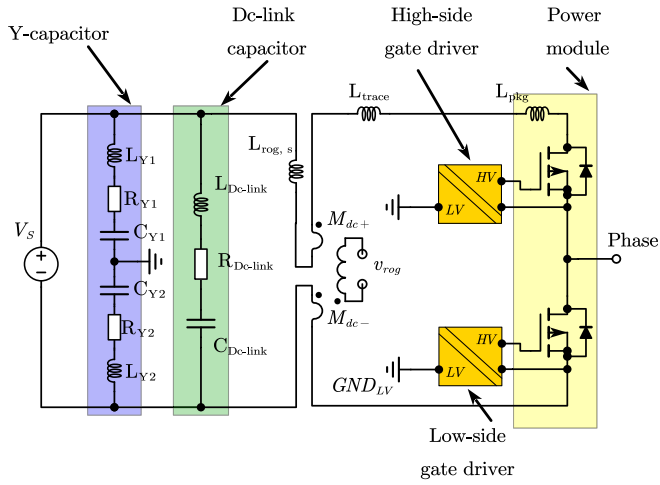 Y-capacitor
Dc-link
capacitor
High-side
gate driver
Power
module
L_trace
L_pkg
L_rog, s
L_Y1
R_Y1
C_Y1
C_Y2
R_Y2
L_Y2
L_Dc-link
R_Dc-link
C_Dc-link
V_S
M_dc+
v_rog
M_dc−
HV
LV
Phase
HV
LV
GND_LV
Low-side
gate driver